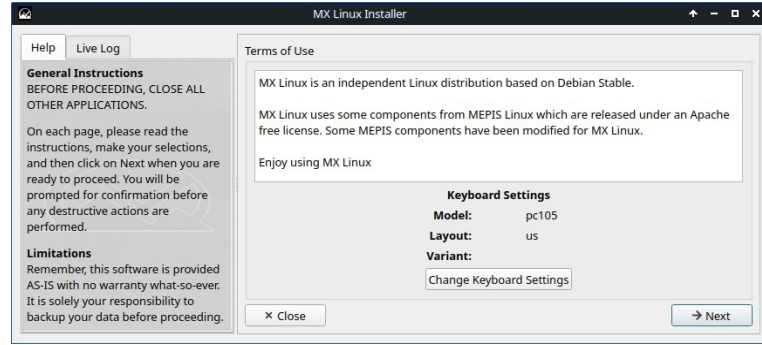 MX Linux Installer
Help
Live Log
General Instructions
BEFORE PROCEEDING, CLOSE ALL
OTHER APPLICATIONS.
On each page, please read the
instructions, make your selections,
and then click on Next when you are
ready to proceed. You will be
prompted for confirmation before
any destructive actions are
performed.
Limitations
Remember, this software is provided
AS-IS with no warranty what-so-ever.
It is solely your responsibility to
backup your data before proceeding.
Terms of Use
MX Linux is an independent Linux distribution based on Debian Stable.
MX Linux uses some components from MEPIS Linux which are released under an Apache
free license. Some MEPIS components have been modified for MX Linux.
Enjoy using MX Linux
Keyboard Settings
Model: pc105
Layout: us
Variant:
Change Keyboard Settings
Close
Next